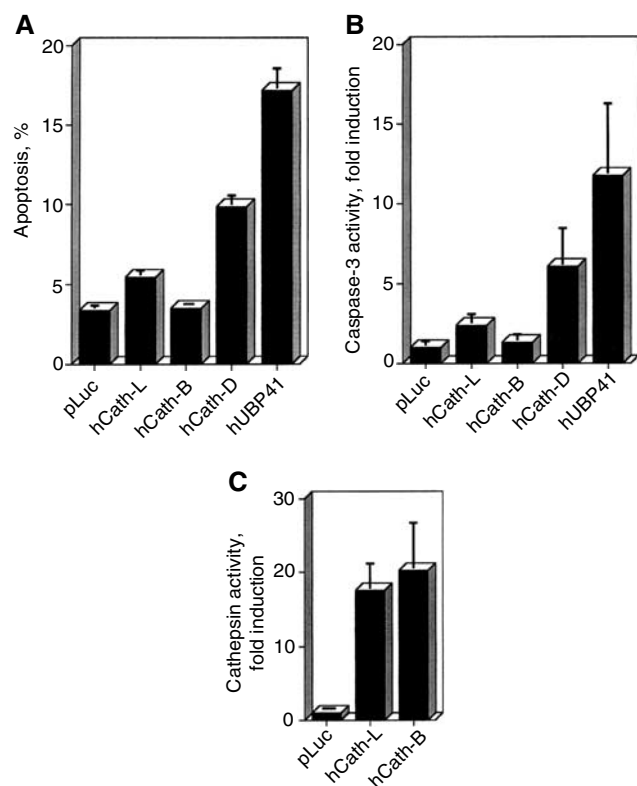 A
20
15
10
5
0
Apoptosis, %
pLuc
hCath-L
hCath-B
hCath-D
hUBP41
B
20
15
10
5
0
Caspase-3 activity, fold induction
pLuc
hCath-L
hCath-B
hCath-D
hUBP41
C
30
20
10
0
Cathepsin activity,
fold induction
pLuc
hCath-L
hCath-B